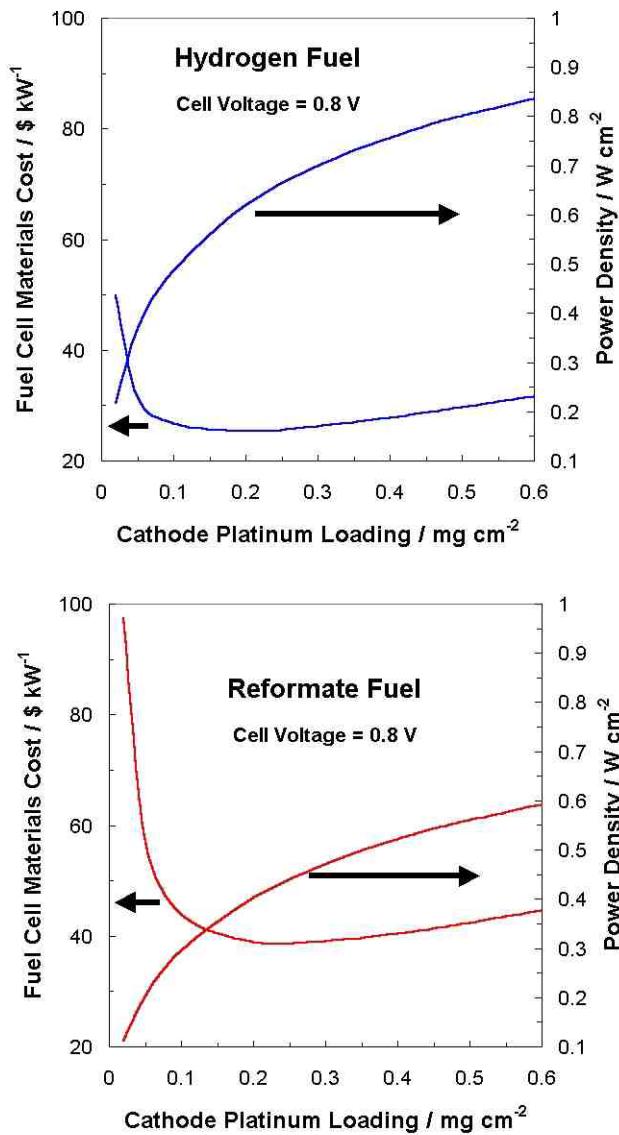 Hydrogen Fuel
Cell Voltage = 0.8 V
Fuel Cell Materials Cost / $ kW⁻¹
100
80
60
40
20
Power Density / W cm⁻²
1
0.9
0.8
0.7
0.6
0.5
0.4
0.3
0.2
0.1
0 0.1 0.2 0.3 0.4 0.5 0.6
Cathode Platinum Loading / mg cm⁻²
Reformate Fuel
Cell Voltage = 0.8 V
Fuel Cell Materials Cost / $ kW⁻¹
100
80
60
40
20
Power Density / W cm⁻²
1
0.9
0.8
0.7
0.6
0.5
0.4
0.3
0.2
0.1
0 0.1 0.2 0.3 0.4 0.5 0.6
Cathode Platinum Loading / mg cm⁻²